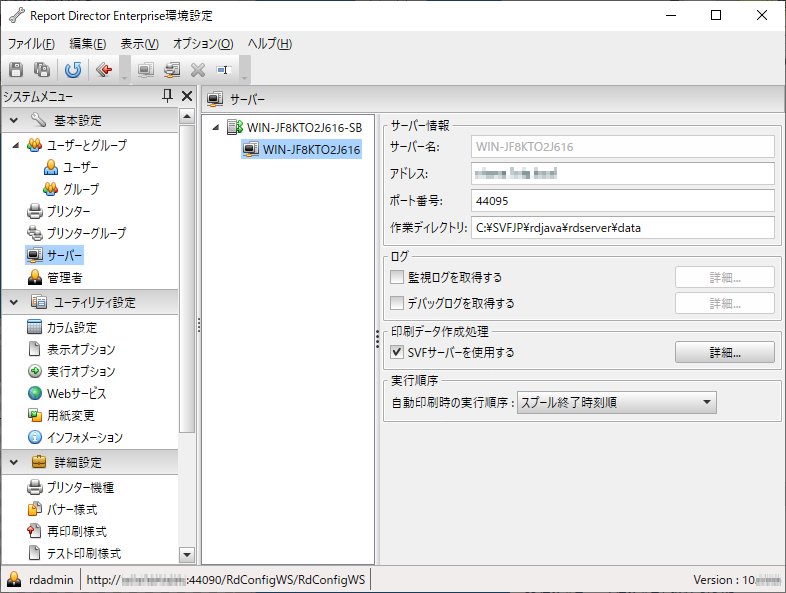 Report Director Enterprise環境設定
ファイル(F) 編集(E) 表示(V) オプション(O) ヘルプ(H)
システムメニュー
基本設定
ユーザーとグループ
ユーザー
グループ
プリンター
プリンターグループ
サーバー
管理者
ユーティリティ設定
カラム設定
表示オプション
実行オプション
Webサービス
用紙変更
インフォメーション
詳細設定
プリンター機種
バナー様式
再印刷様式
テスト印刷様式
サーバー
WIN-JF8KTO2J616-SB
WIN-JF8KTO2J616
サーバー情報
サーバー名: WIN-JF8KTO2J616
アドレス:
ポート番号: 44095
作業ディレクトリ: C:¥SVFJP¥rdjava¥rdserver¥data
ログ
監視ログを取得する 詳細...
デバッグログを取得する 詳細...
印刷データ作成処理
SVFサーバーを使用する 詳細...
実行順序
自動印刷時の実行順序 : スプール終了時刻順
rdadmin http:// :44090/RdConfigWS/RdConfigWS Version : 10.